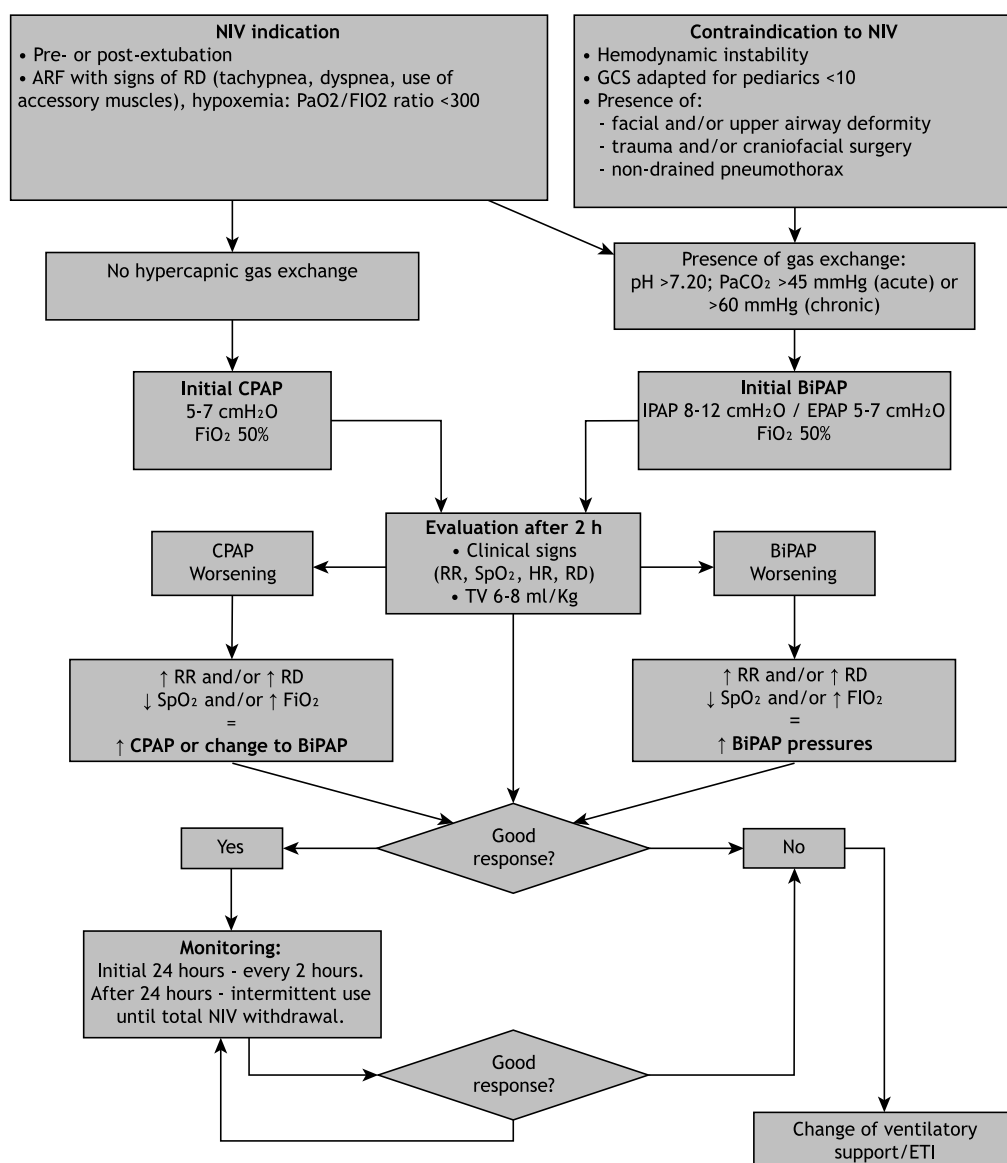 NIV indication
• Pre- or post-extubation
• ARF with signs of RD (tachypnea, dyspnea, use of
accessory muscles), hypoxemia: PaO2/FIO2 ratio <300
Contraindication to NIV
• Hemodynamic instability
• GCS adapted for pediarics <10
• Presence of:
- facial and/or upper airway deformity
- trauma and/or craniofacial surgery
- non-drained pneumothorax
No hypercapnic gas exchange
Presence of gas exchange:
pH >7.20; PaCO₂ >45 mmHg (acute) or
>60 mmHg (chronic)
Initial CPAP
5-7 cmH₂O
FiO₂ 50%
Initial BiPAP
IPAP 8-12 cmH₂O / EPAP 5-7 cmH₂O
FiO₂ 50%
Evaluation after 2 h
• Clinical signs
(RR, SpO₂, HR, RD)
• TV 6-8 ml/Kg
CPAP
Worsening
BiPAP
Worsening
↑ RR and/or ↑ RD
↓ SpO₂ and/or ↑ FiO₂
=
↑ CPAP or change to BiPAP
↑ RR and/or ↑ RD
↓ SpO₂ and/or ↑ FIO₂
=
↑ BiPAP pressures
Good
response?
Yes
No
Monitoring:
Initial 24 hours - every 2 hours.
After 24 hours - intermittent use
until total NIV withdrawal.
Good
response?
Change of ventilatory
support/ETI